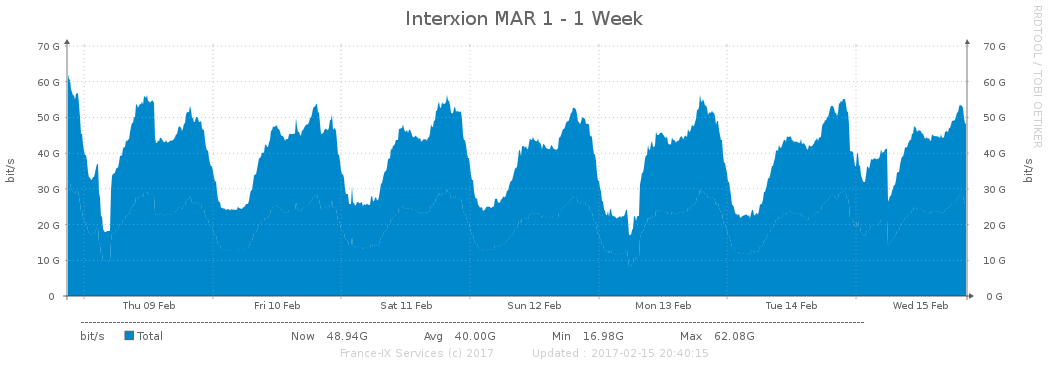 Interxion MAR 1 - 1 Week
RRDTOOL / TOBI OETIKER
70 G 70 G
60 G 60 G
50 G 50 G
40 G 40 G
30 G 30 G
20 G 20 G
10 G 10 G
0 0 G
bit/s bit/s
Thu 09 Feb Fri 10 Feb Sat 11 Feb Sun 12 Feb Mon 13 Feb Tue 14 Feb Wed 15 Feb
bit/s Total Now 48.94G Avg 40.00G Min 16.98G Max 62.08G
France-IX Services (c) 2017 Updated : 2017-02-15 20:40:15